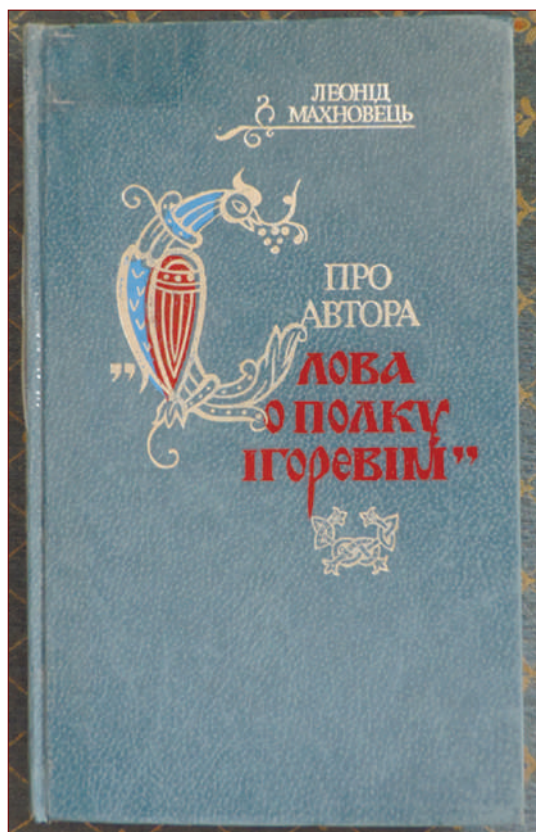 ЛЕОНІД
МАХНОВЕЦЬ
ПРО
АВТОРА
„СЛОВА
О ПОЛКУ
ІГОРЕВІМ”